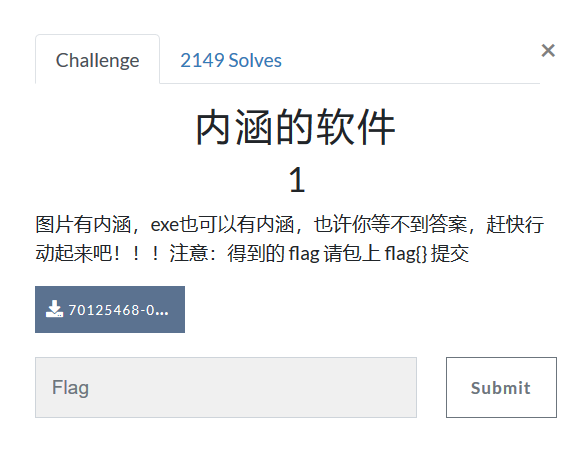 Challenge
2149 Solves
×
内涵的软件
1
图片有内涵，exe也可以有内涵，也许你等不到答案，赶快行
动起来吧！！！注意：得到的 flag 请包上 flag{} 提交
70125468-0...
Flag
Submit